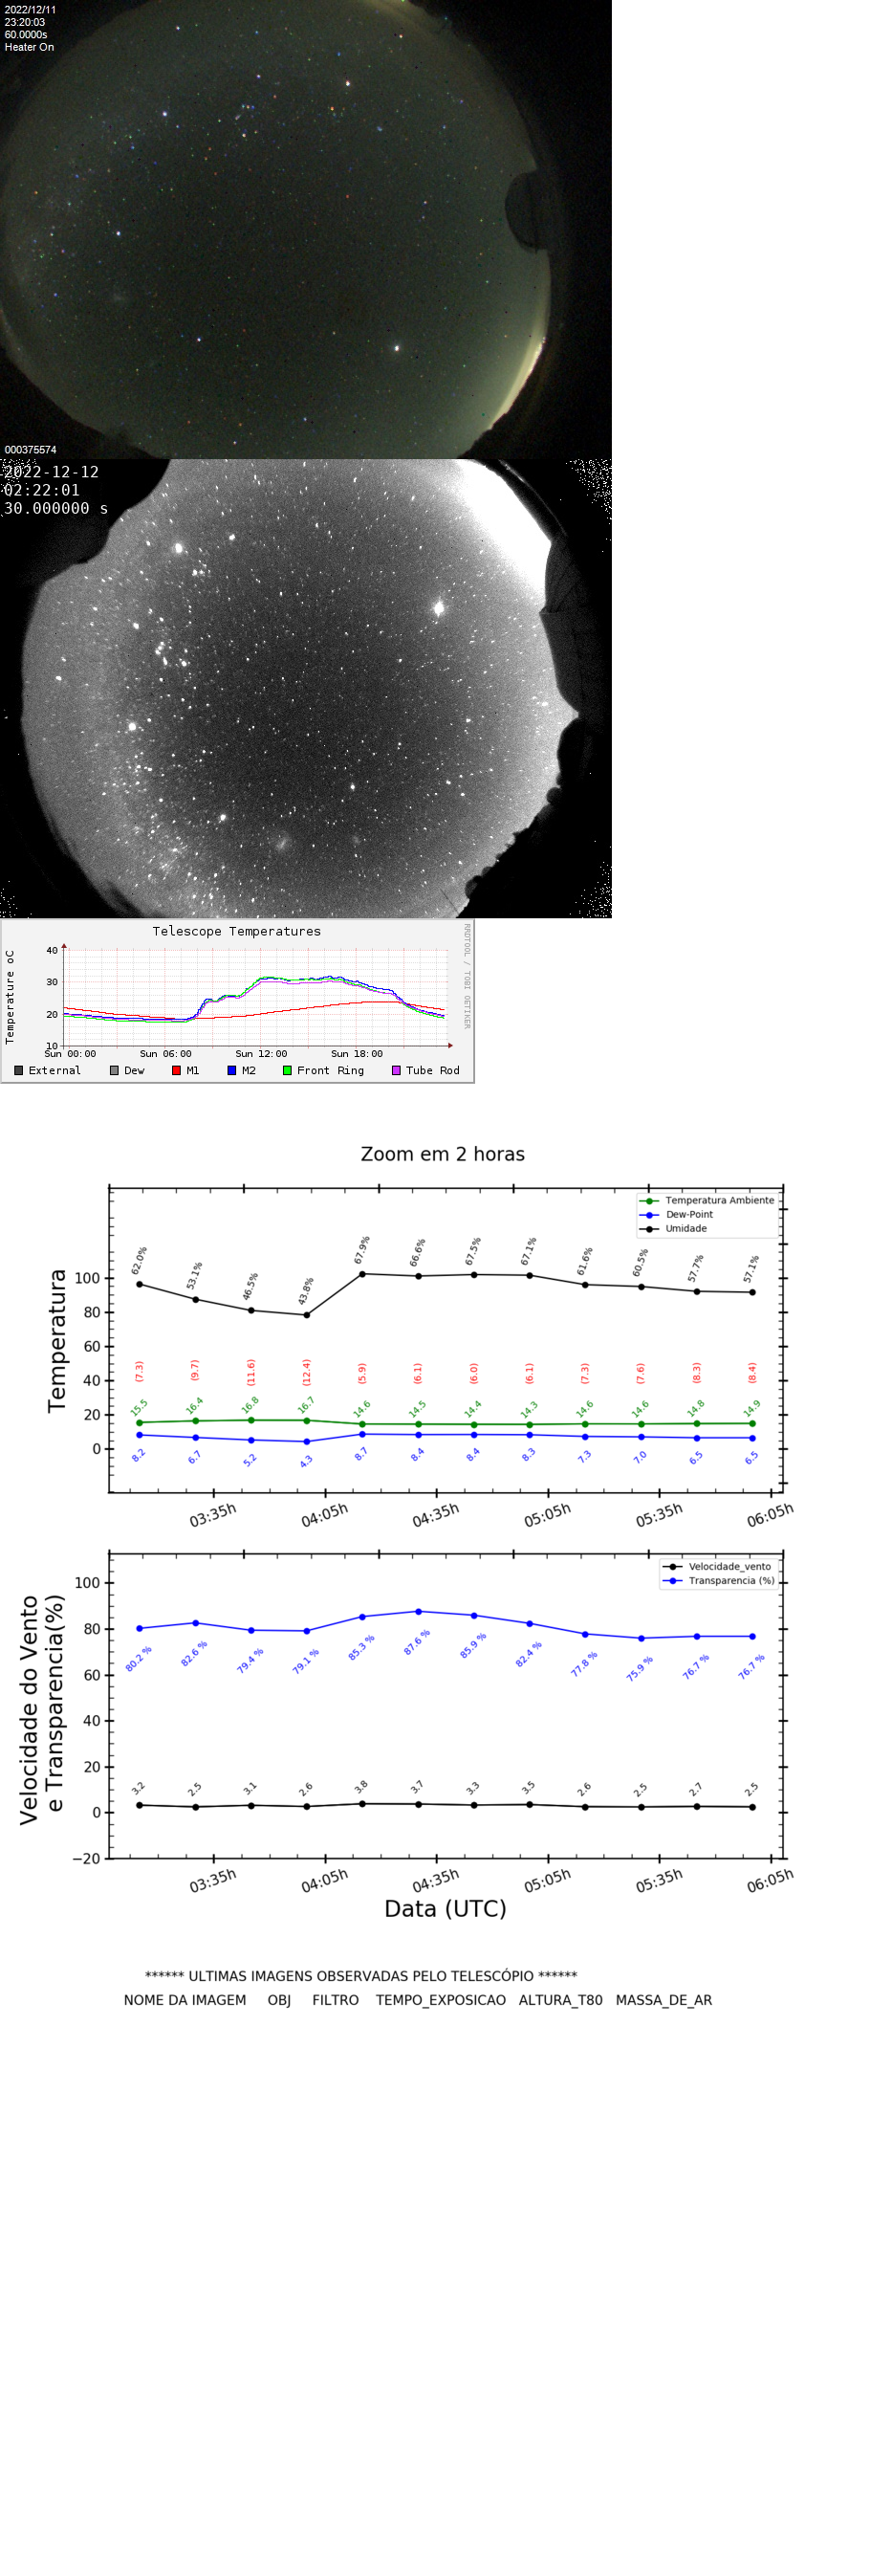 2022/12/11
23:20:03
60.0000s
Heater On
000375574
2022-12-12
02:22:01
30.000000 s
Telescope Temperatures
RRDTOOL / TOBI OETIKER
Temperature oC
40
30
20
10
Sun 00:00 Sun 06:00 Sun 12:00 Sun 18:00
External Dew M1 M2 Front Ring Tube Rod
Zoom em 2 horas
Temperatura Ambiente
Dew-Point
Umidade
Temperatura
100
80
60
40
20
0
62.0% 53.1% 46.5% 43.8% 67.9% 66.6% 67.5% 67.1% 61.6% 60.5% 57.7% 57.1%
(7.3) (9.7) (11.6) (12.4) (5.9) (6.1) (6.0) (6.1) (7.3) (7.6) (8.3) (8.4)
15.5 16.4 16.8 16.7 14.6 14.5 14.4 14.3 14.6 14.6 14.8 14.9
8.2 6.7 5.2 4.3 8.7 8.4 8.4 8.3 7.3 7.0 6.5 6.5
03:35h 04:05h 04:35h 05:05h 05:35h 06:05h
Velocidade_vento
Transparencia (%)
Velocidade do Vento
e Transparencia(%)
100
80
60
40
20
0
−20
80.2 % 82.6 % 79.4 % 79.1 % 85.3 % 87.6 % 85.9 % 82.4 % 77.8 % 75.9 % 76.7 % 76.7 %
3.2 2.5 3.1 2.6 3.8 3.7 3.3 3.5 2.6 2.5 2.7 2.5
03:35h 04:05h 04:35h 05:05h 05:35h 06:05h
Data (UTC)
****** ULTIMAS IMAGENS OBSERVADAS PELO TELESCÓPIO ******
NOME DA IMAGEM OBJ FILTRO TEMPO_EXPOSICAO ALTURA_T80 MASSA_DE_AR